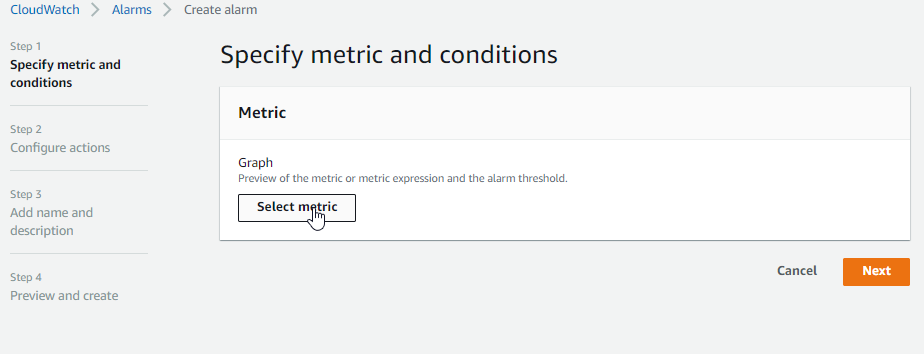 CloudWatch > Alarms > Create alarm
Step 1
Specify metric and
conditions
Step 2
Configure actions
Step 3
Add name and
description
Step 4
Preview and create
Specify metric and conditions
Metric
Graph
Preview of the metric or metric expression and the alarm threshold.
Select metric
Cancel
Next